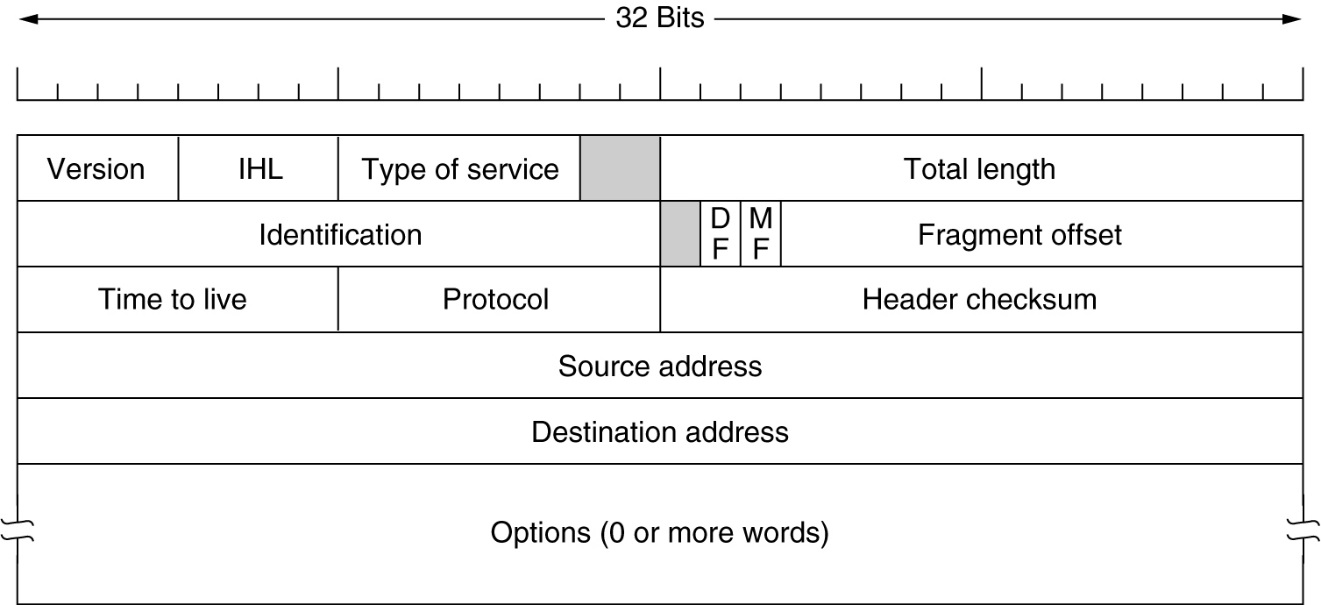 32 Bits
Version IHL Type of service Total length
Identification D F M F Fragment offset
Time to live Protocol Header checksum
Source address
Destination address
Options (0 or more words)